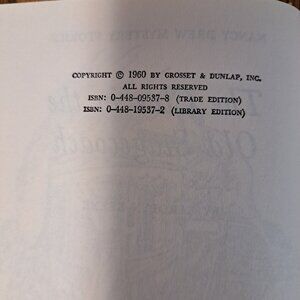 COPYRIGHT © 1960 BY GROSSET & DUNLAP, INC.
ALL RIGHTS RESERVED
ISBN: 0-448-09537-8 (TRADE EDITION)
ISBN: 0-448-19537-2 (LIBRARY EDITION)